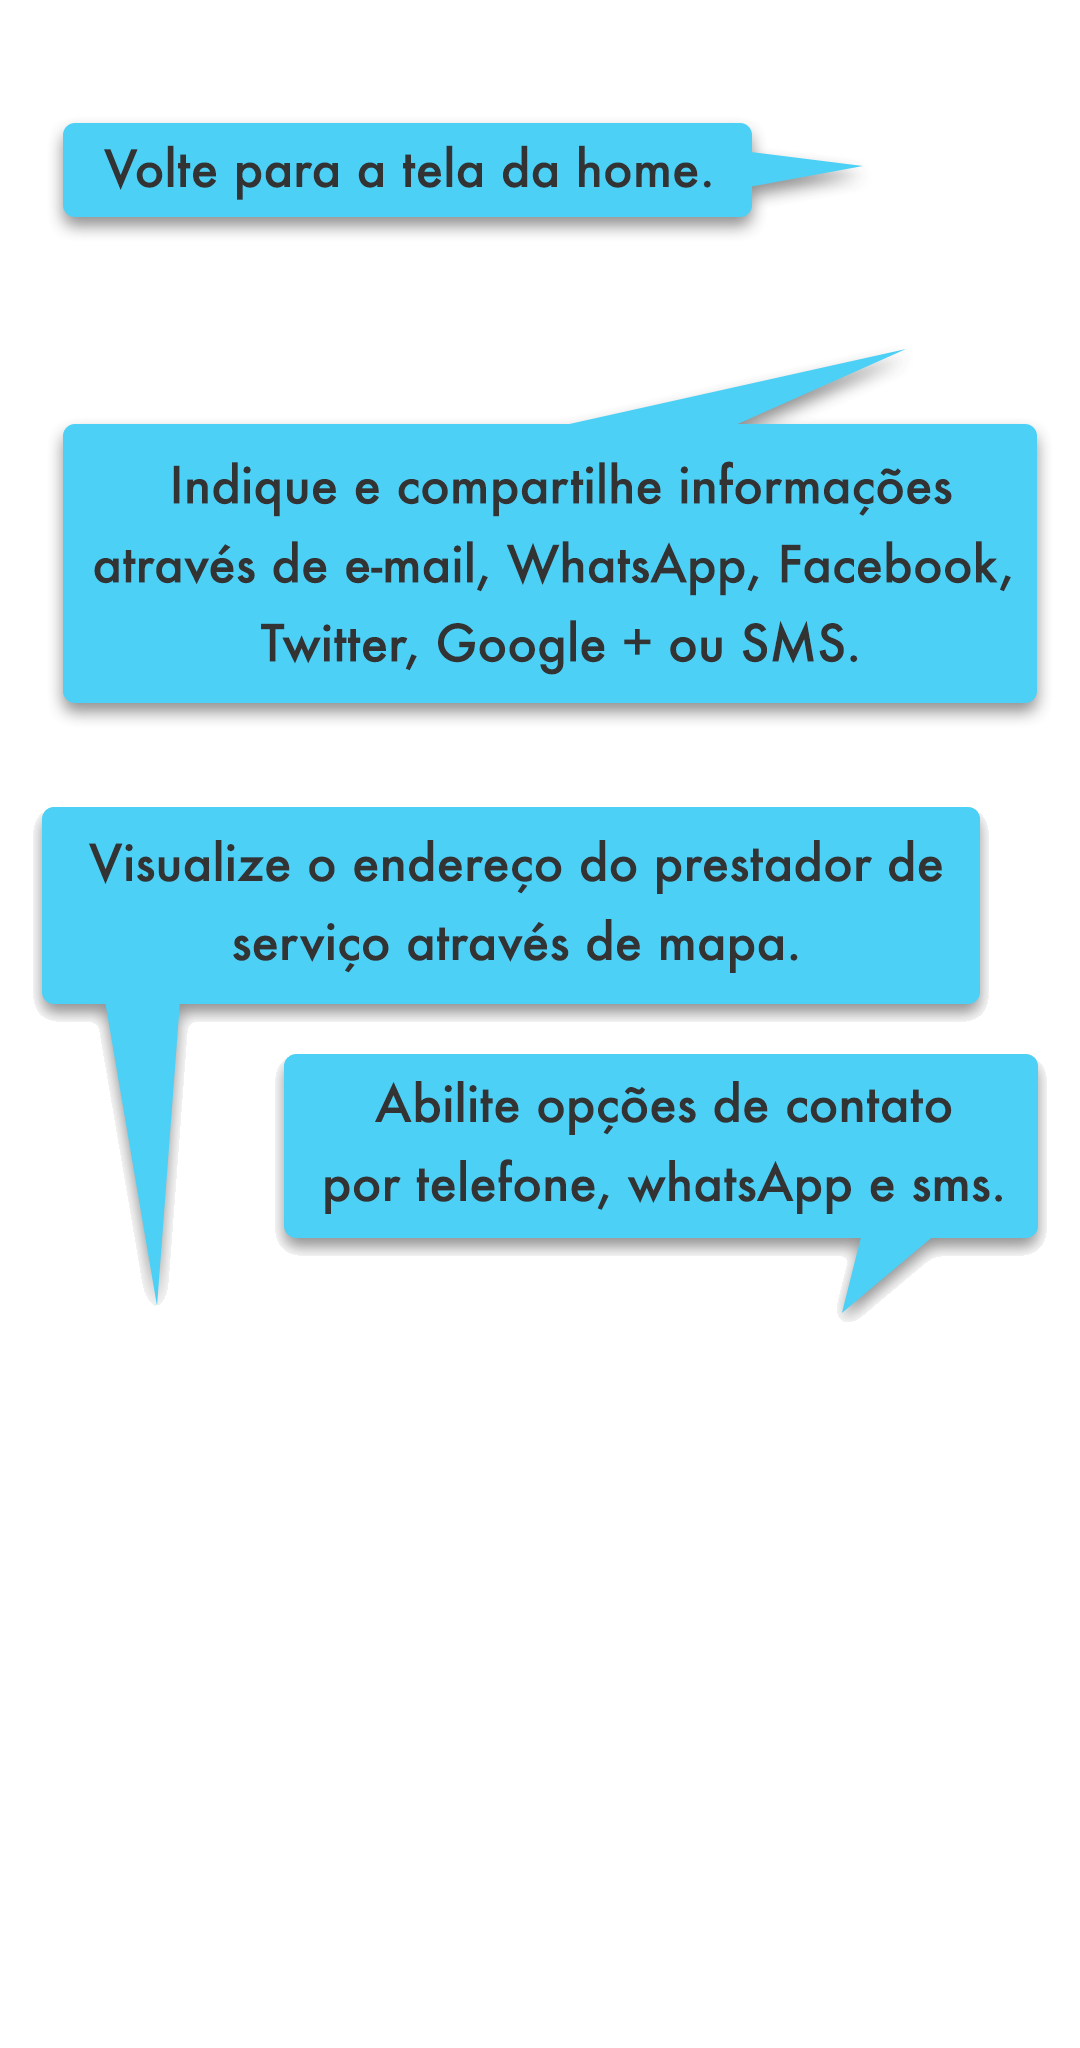 Volte para a tela da home.
Indique e compartilhe informações
através de e-mail, WhatsApp, Facebook,
Twitter, Google + ou SMS.
Visualize o endereço do prestador de
serviço através de mapa.
Abilite opções de contato
por telefone, whatsApp e sms.